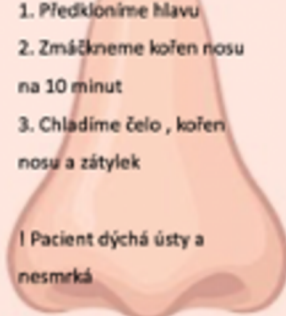 1. Předkloníme hlavu
2. Zmáčkneme kořen nosu
na 10 minut
3. Chladíme čelo , kořen
nosu a zátylek
! Pacient dýchá ústy a
nesmrká